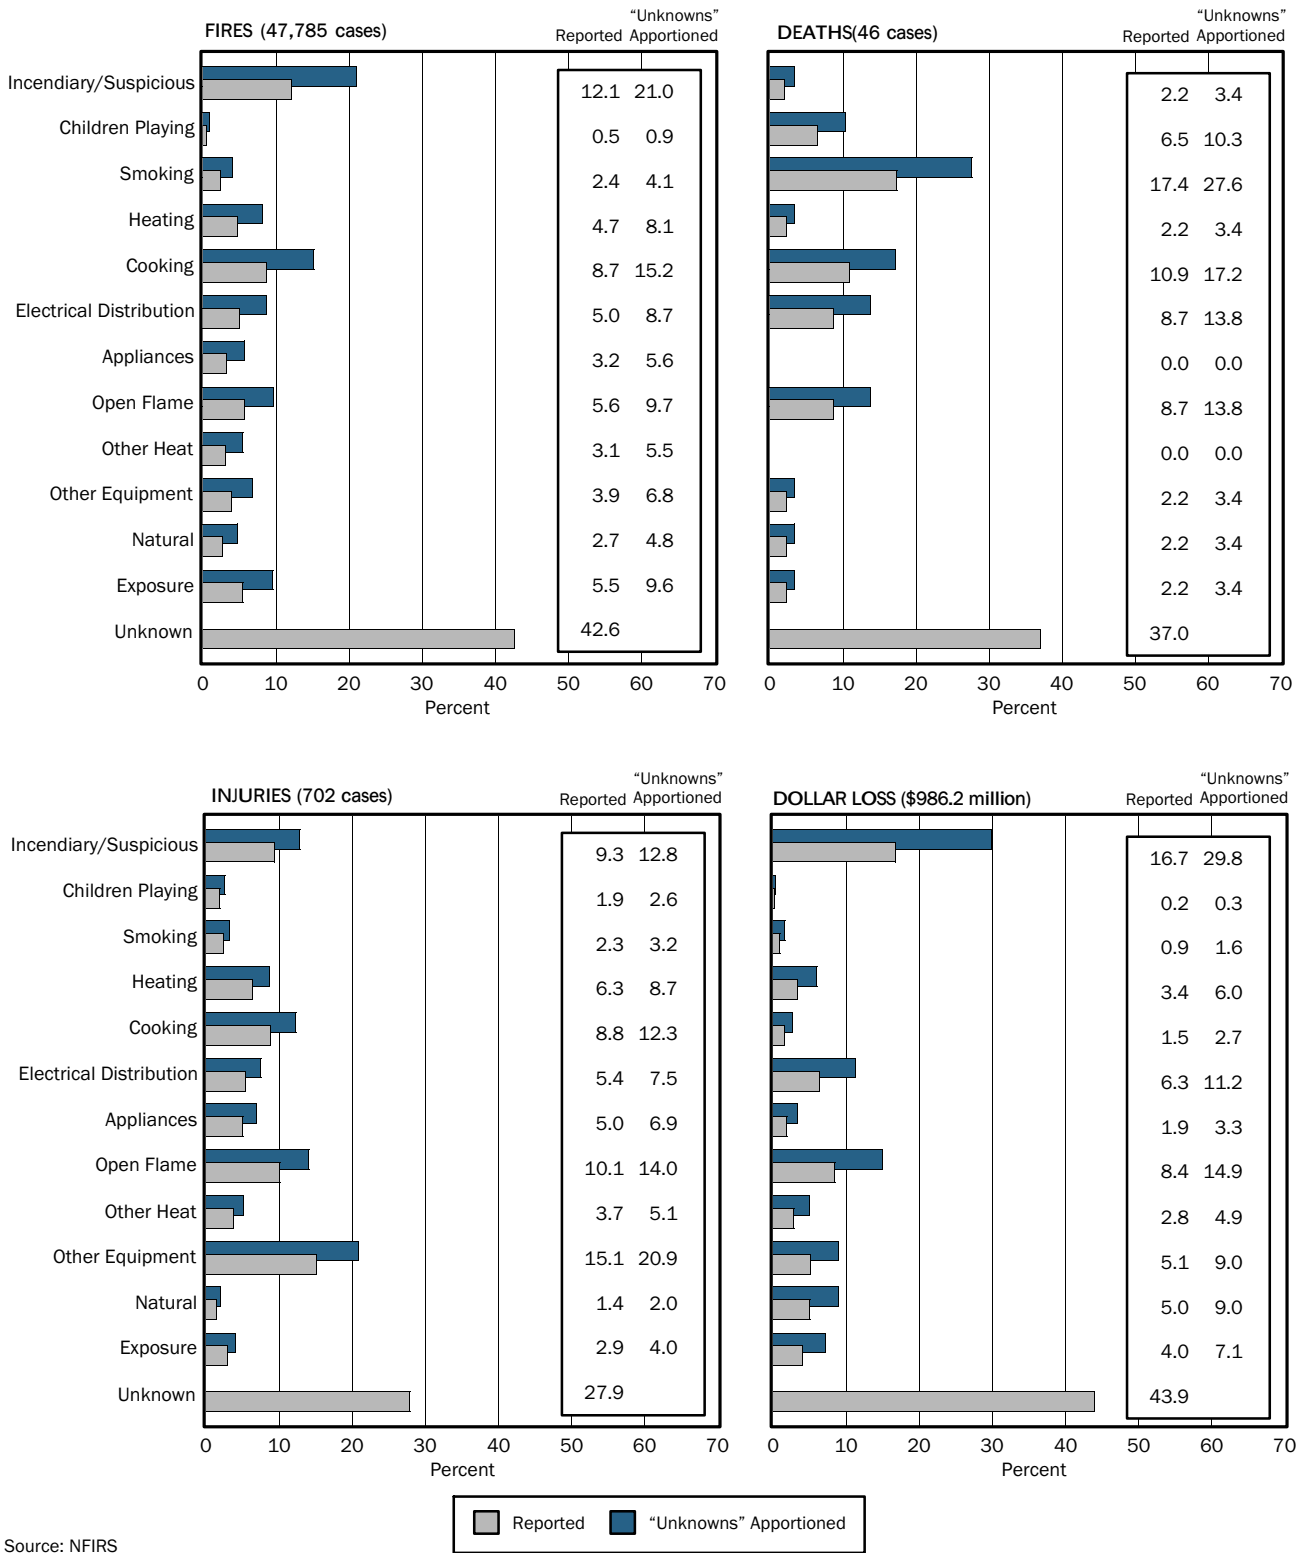 FIRES (47,785 cases)
Reported
“Unknowns”
Apportioned
Incendiary/Suspicious 12.1 21.0
Children Playing 0.5 0.9
Smoking 2.4 4.1
Heating 4.7 8.1
Cooking 8.7 15.2
Electrical Distribution 5.0 8.7
Appliances 3.2 5.6
Open Flame 5.6 9.7
Other Heat 3.1 5.5
Other Equipment 3.9 6.8
Natural 2.7 4.8
Exposure 5.5 9.6
Unknown 42.6
0 10 20 30 40 50 60 70
Percent
DEATHS(46 cases)
Reported
“Unknowns”
Apportioned
2.2 3.4
6.5 10.3
17.4 27.6
2.2 3.4
10.9 17.2
8.7 13.8
0.0 0.0
8.7 13.8
0.0 0.0
2.2 3.4
2.2 3.4
2.2 3.4
37.0
0 10 20 30 40 50 60 70
Percent
INJURIES (702 cases)
Reported
“Unknowns”
Apportioned
Incendiary/Suspicious 9.3 12.8
Children Playing 1.9 2.6
Smoking 2.3 3.2
Heating 6.3 8.7
Cooking 8.8 12.3
Electrical Distribution 5.4 7.5
Appliances 5.0 6.9
Open Flame 10.1 14.0
Other Heat 3.7 5.1
Other Equipment 15.1 20.9
Natural 1.4 2.0
Exposure 2.9 4.0
Unknown 27.9
0 10 20 30 40 50 60 70
Percent
DOLLAR LOSS ($986.2 million)
Reported
“Unknowns”
Apportioned
16.7 29.8
0.2 0.3
0.9 1.6
3.4 6.0
1.5 2.7
6.3 11.2
1.9 3.3
8.4 14.9
2.8 4.9
5.1 9.0
5.0 9.0
4.0 7.1
43.9
0 10 20 30 40 50 60 70
Percent
Reported “Unknowns” Apportioned
Source: NFIRS